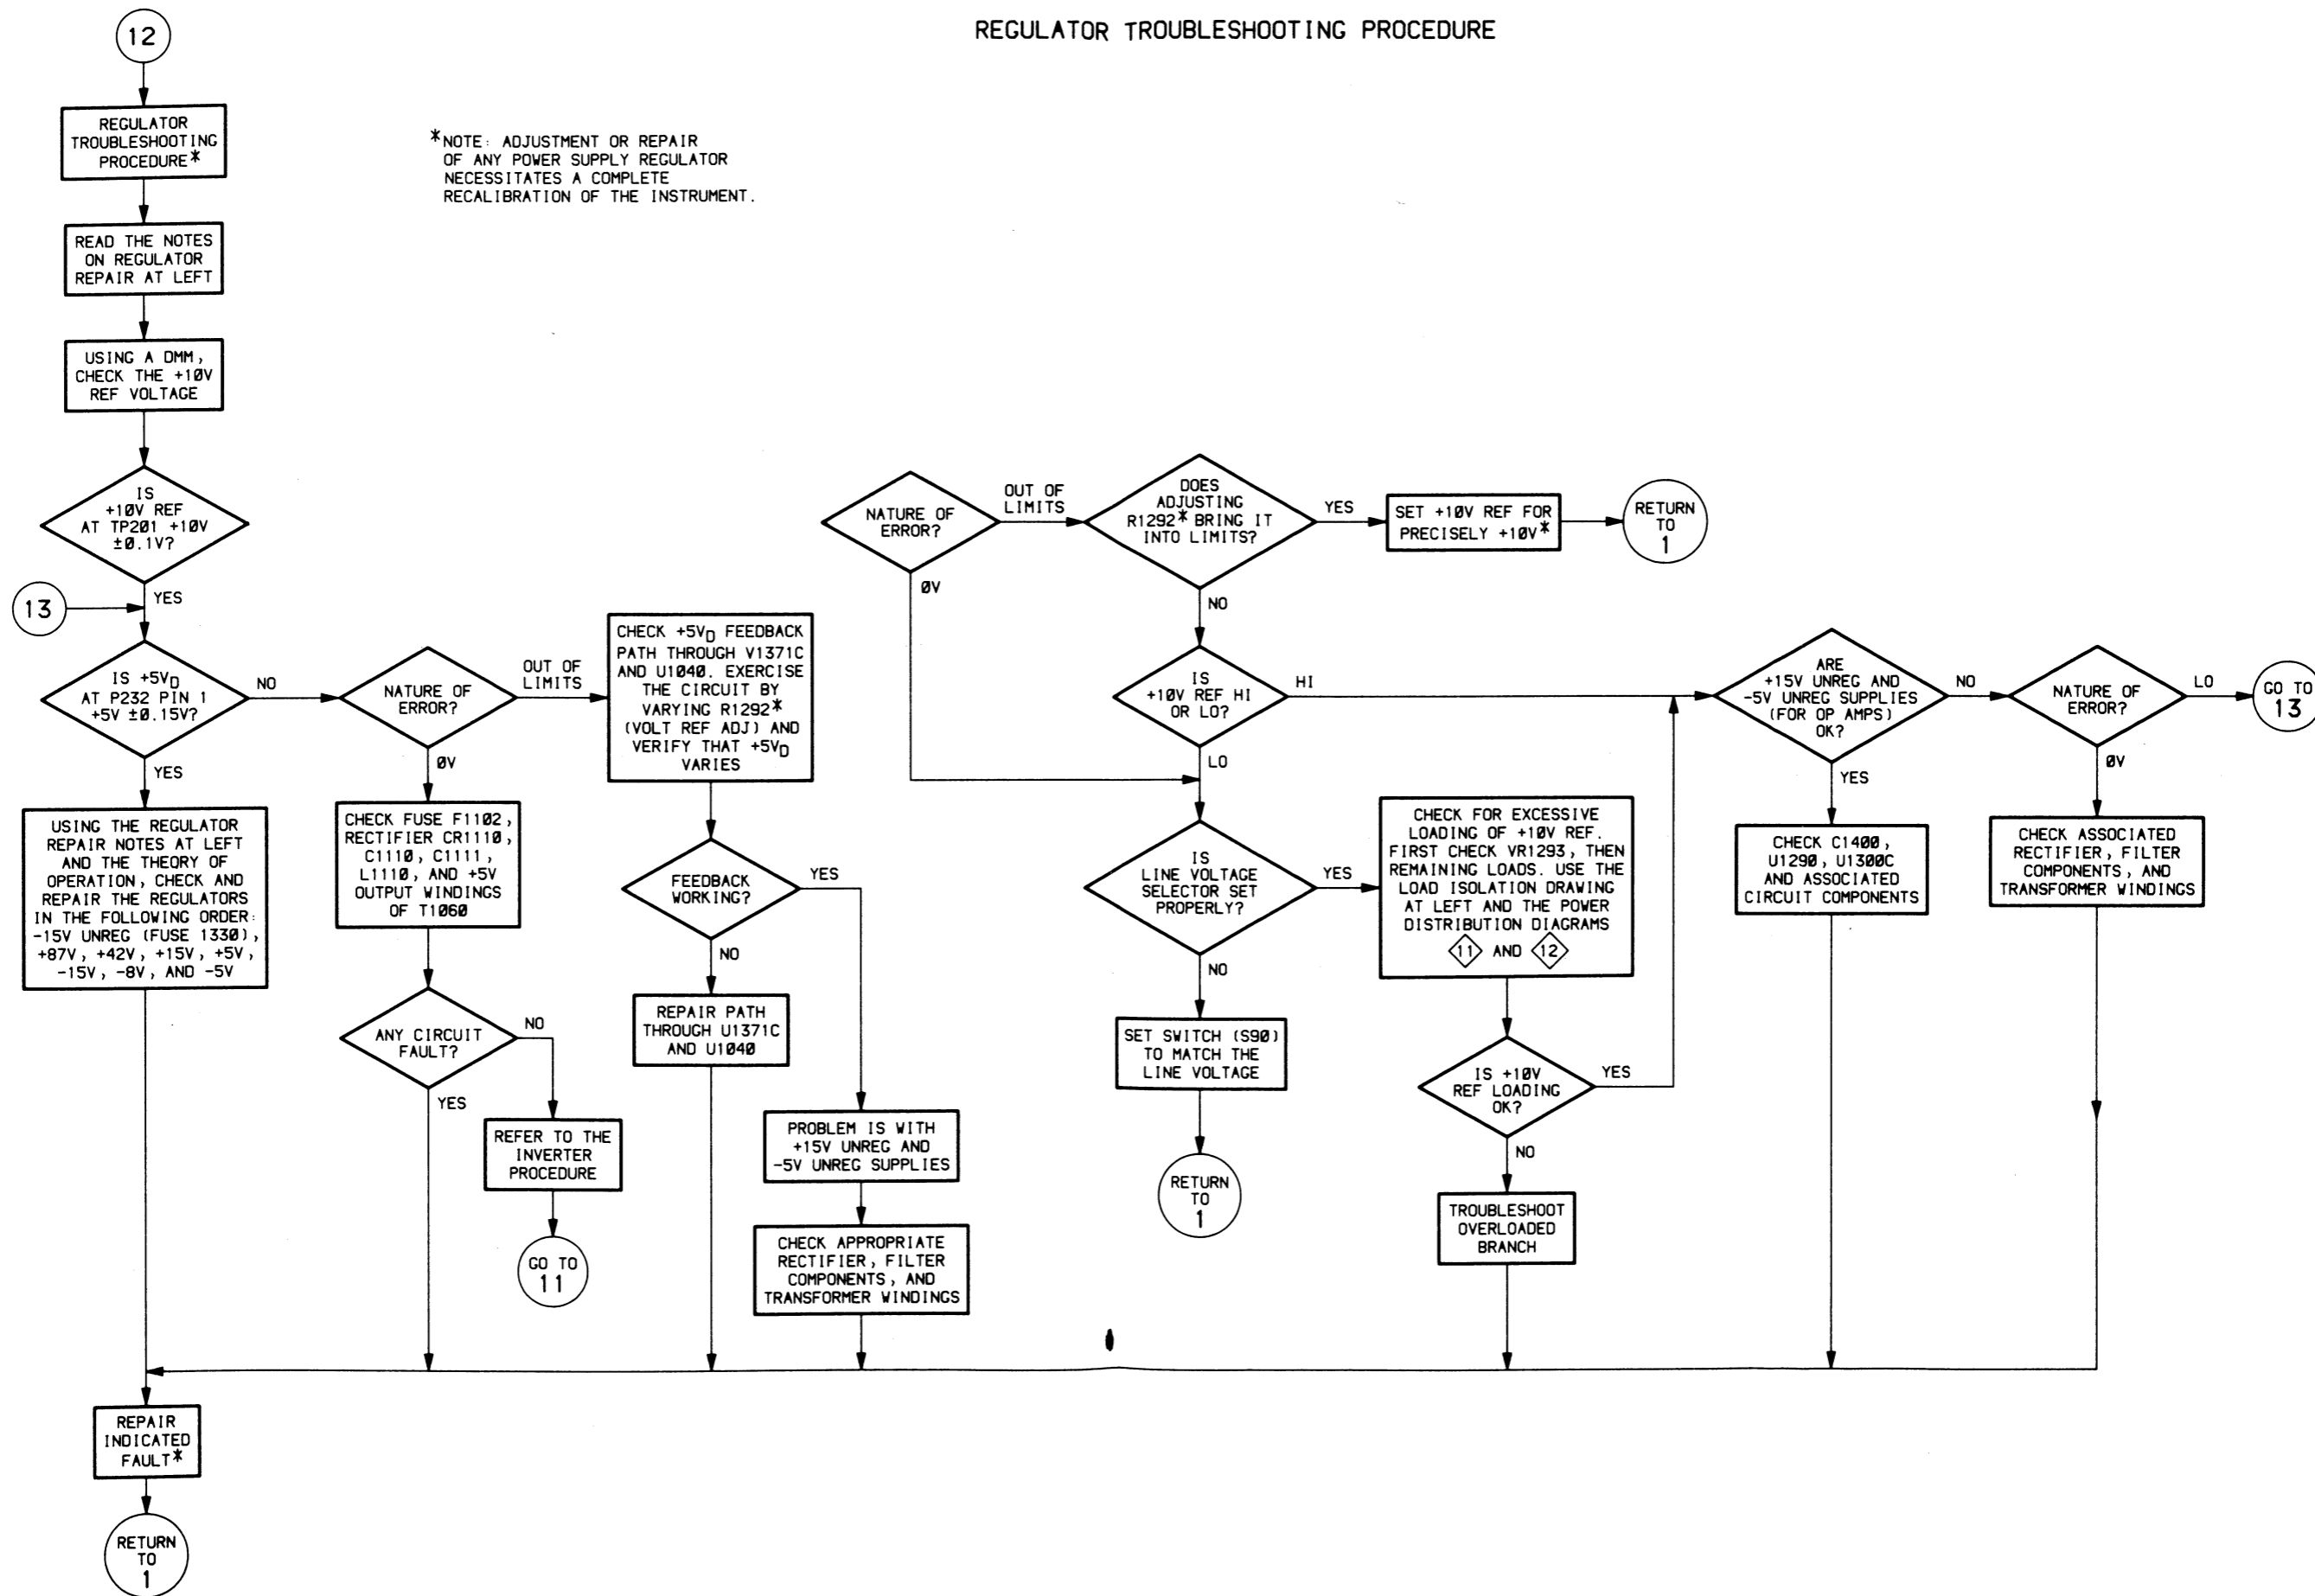 REGULATOR TROUBLESHOOTING PROCEDURE
12
REGULATOR
TROUBLESHOOTING
PROCEDURE*
*NOTE: ADJUSTMENT OR REPAIR
OF ANY POWER SUPPLY REGULATOR
NECESSITATES A COMPLETE
RECALIBRATION OF THE INSTRUMENT.
READ THE NOTES
ON REGULATOR
REPAIR AT LEFT
USING A DMM,
CHECK THE +10V
REF VOLTAGE
IS
+10V REF
AT TP201 +10V
±0.1V?
YES
13
IS +5VD
AT P232 PIN 1
+5V ±0.15V?
NO
YES
USING THE REGULATOR
REPAIR NOTES AT LEFT
AND THE THEORY OF
OPERATION, CHECK AND
REPAIR THE REGULATORS
IN THE FOLLOWING ORDER:
-15V UNREG (FUSE 1330),
+87V, +42V, +15V, +5V,
-15V, -8V, AND -5V
NATURE OF
ERROR?
OUT OF
LIMITS
0V
CHECK FUSE F1102,
RECTIFIER CR1110,
C1110, C1111,
L1110, AND +5V
OUTPUT WINDINGS
OF T1060
ANY CIRCUIT
FAULT?
NO
YES
REFER TO THE
INVERTER
PROCEDURE
GO TO
11
CHECK +5VD FEEDBACK
PATH THROUGH V1371C
AND U1040. EXERCISE
THE CIRCUIT BY
VARYING R1292*
(VOLT REF ADJ) AND
VERIFY THAT +5VD
VARIES
FEEDBACK
WORKING?
YES
NO
REPAIR PATH
THROUGH U1371C
AND U1040
PROBLEM IS WITH
+15V UNREG AND
-5V UNREG SUPPLIES
CHECK APPROPRIATE
RECTIFIER, FILTER
COMPONENTS, AND
TRANSFORMER WINDINGS
NATURE OF
ERROR?
OUT OF
LIMITS
0V
DOES
ADJUSTING
R1292* BRING IT
INTO LIMITS?
YES
NO
SET +10V REF FOR
PRECISELY +10V*
RETURN
TO
1
IS
+10V REF HI
OR LO?
HI
LO
IS
LINE VOLTAGE
SELECTOR SET
PROPERLY?
YES
NO
SET SWITCH (S90)
TO MATCH THE
LINE VOLTAGE
RETURN
TO
1
CHECK FOR EXCESSIVE
LOADING OF +10V REF.
FIRST CHECK VR1293, THEN
REMAINING LOADS. USE THE
LOAD ISOLATION DRAWING
AT LEFT AND THE POWER
DISTRIBUTION DIAGRAMS
11 AND 12
IS +10V
REF LOADING
OK?
YES
NO
TROUBLESHOOT
OVERLOADED
BRANCH
ARE
+15V UNREG AND
-5V UNREG SUPPLIES
(FOR OP AMPS)
OK?
NO
YES
CHECK C1400,
U1290, U1300C
AND ASSOCIATED
CIRCUIT COMPONENTS
NATURE OF
ERROR?
LO
0V
GO TO
13
CHECK ASSOCIATED
RECTIFIER, FILTER
COMPONENTS, AND
TRANSFORMER WINDINGS
REPAIR
INDICATED
FAULT*
RETURN
TO
1